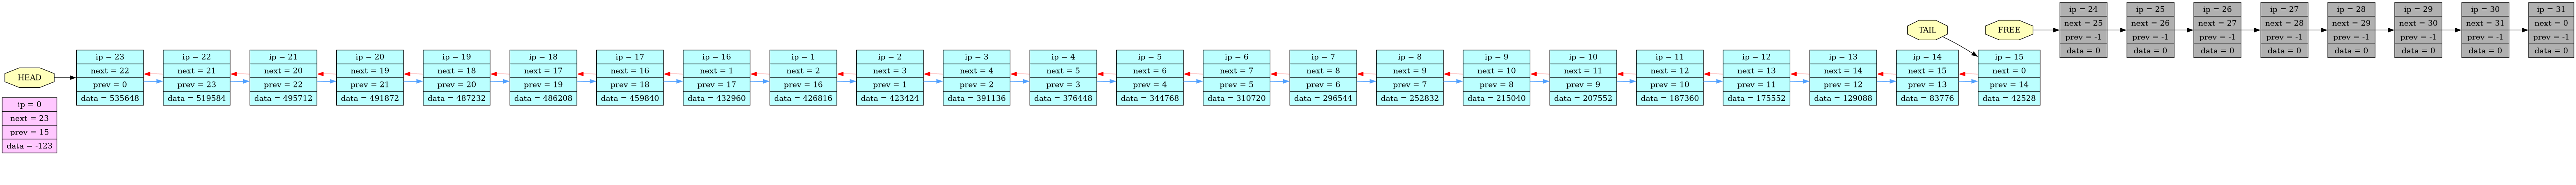 HEAD
ip = 0
next = 23
prev = 15
data = -123
ip = 23
next = 22
prev = 0
data = 535648
ip = 22
next = 21
prev = 23
data = 519584
ip = 21
next = 20
prev = 22
data = 495712
ip = 20
next = 19
prev = 21
data = 491872
ip = 19
next = 18
prev = 20
data = 487232
ip = 18
next = 17
prev = 19
data = 486208
ip = 17
next = 16
prev = 18
data = 459840
ip = 16
next = 1
prev = 17
data = 432960
ip = 1
next = 2
prev = 16
data = 426816
ip = 2
next = 3
prev = 1
data = 423424
ip = 3
next = 4
prev = 2
data = 391136
ip = 4
next = 5
prev = 3
data = 376448
ip = 5
next = 6
prev = 4
data = 344768
ip = 6
next = 7
prev = 5
data = 310720
ip = 7
next = 8
prev = 6
data = 296544
ip = 8
next = 9
prev = 7
data = 252832
ip = 9
next = 10
prev = 8
data = 215040
ip = 10
next = 11
prev = 9
data = 207552
ip = 11
next = 12
prev = 10
data = 187360
ip = 12
next = 13
prev = 11
data = 175552
ip = 13
next = 14
prev = 12
data = 129088
ip = 14
next = 15
prev = 13
data = 83776
TAIL
ip = 15
next = 0
prev = 14
data = 42528
FREE
ip = 24
next = 25
prev = -1
data = 0
ip = 25
next = 26
prev = -1
data = 0
ip = 26
next = 27
prev = -1
data = 0
ip = 27
next = 28
prev = -1
data = 0
ip = 28
next = 29
prev = -1
data = 0
ip = 29
next = 30
prev = -1
data = 0
ip = 30
next = 31
prev = -1
data = 0
ip = 31
next = 0
prev = -1
data = 0